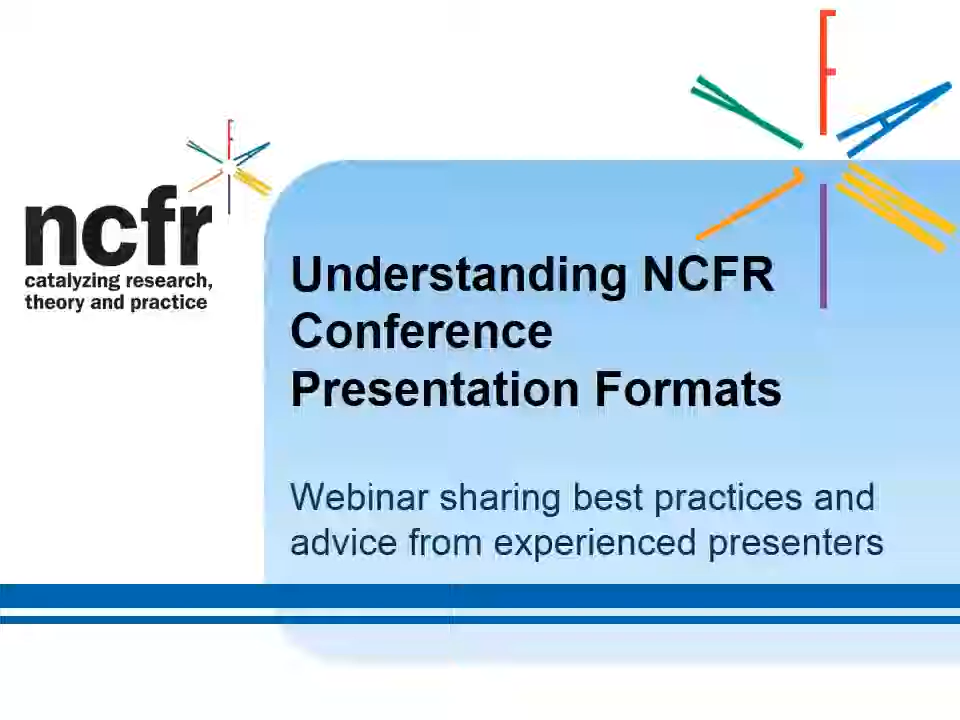 ncfr
catalyzing research,
theory and practice
Understanding NCFR
Conference
Presentation Formats
Webinar sharing best practices and
advice from experienced presenters